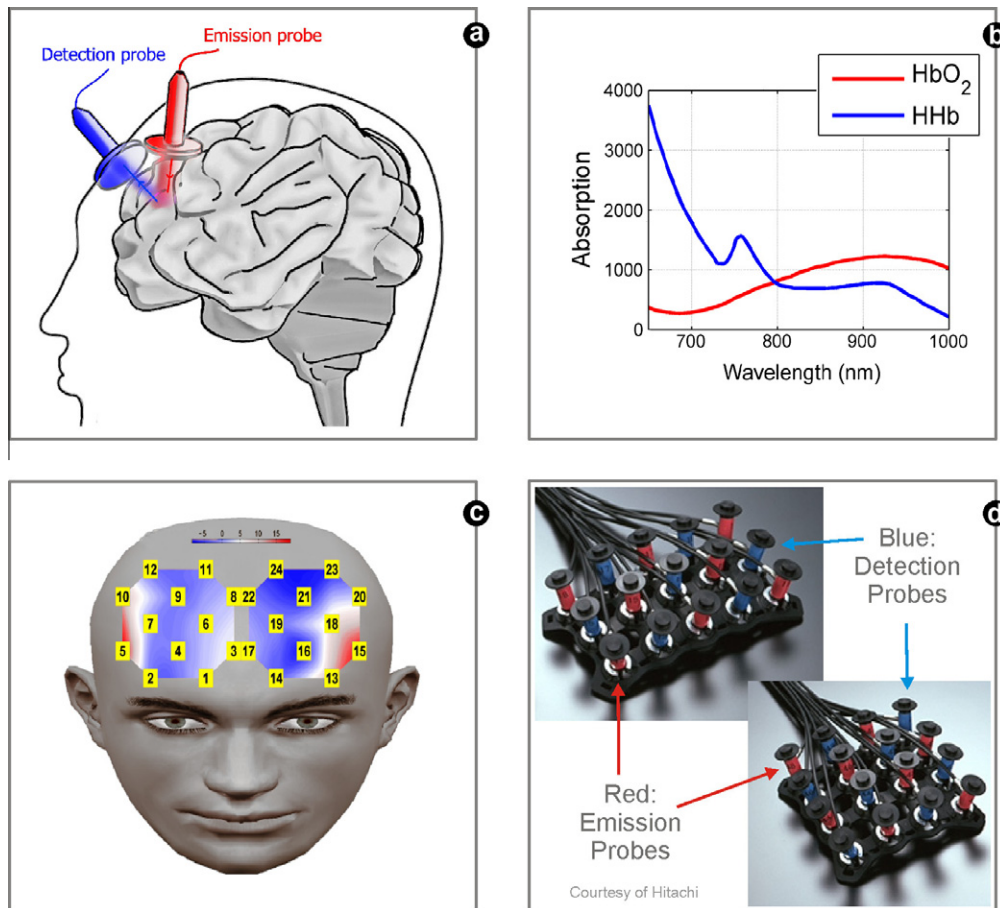 a
Emission probe
Detection probe
b
HbO2
HHb
4000
3000
2000
1000
0
Absorption
700
800
900
1000
Wavelength (nm)
c
-5 0 5 10 15
12 11 24 23
10 9 8 22 21 20
7 6 19 18
5 4 3 17 16 15
2 1 14 13
d
Blue:
Detection
Probes
Red:
Emission
Probes
Courtesy of Hitachi